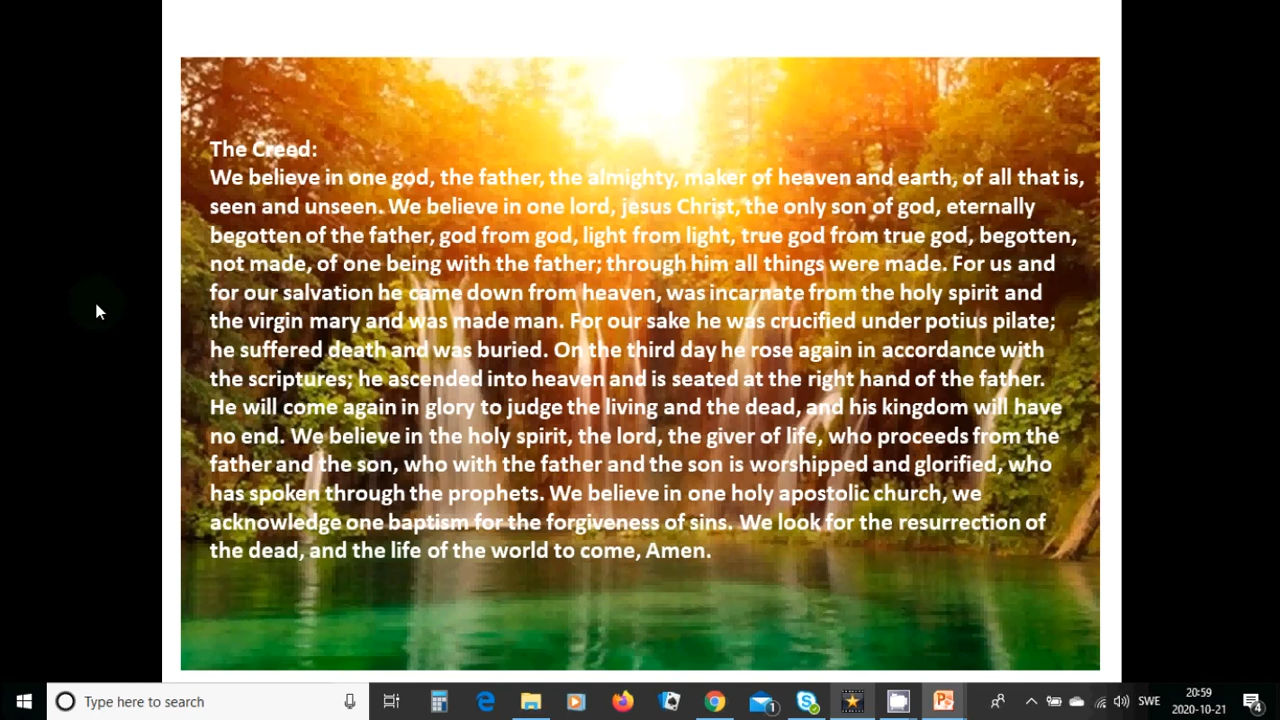 The Creed:
We believe in one god, the father, the almighty, maker of heaven and earth, of all that is,
seen and unseen. We believe in one lord, jesus Christ, the only son of god, eternally
begotten of the father, god from god, light from light, true god from true god, begotten,
not made, of one being with the father; through him all things were made. For us and
for our salvation he came down from heaven, was incarnate from the holy spirit and
the virgin mary and was made man. For our sake he was crucified under potius pilate;
he suffered death and was buried. On the third day he rose again in accordance with
the scriptures; he ascended into heaven and is seated at the right hand of the father.
He will come again in glory to judge the living and the dead, and his kingdom will have
no end. We believe in the holy spirit, the lord, the giver of life, who proceeds from the
father and the son, who with the father and the son is worshipped and glorified, who
has spoken through the prophets. We believe in one holy apostolic church, we
acknowledge one baptism for the forgiveness of sins. We look for the resurrection of
the dead, and the life of the world to come, Amen.
Type here to search
1
SWE
20:59
2020-10-21
4